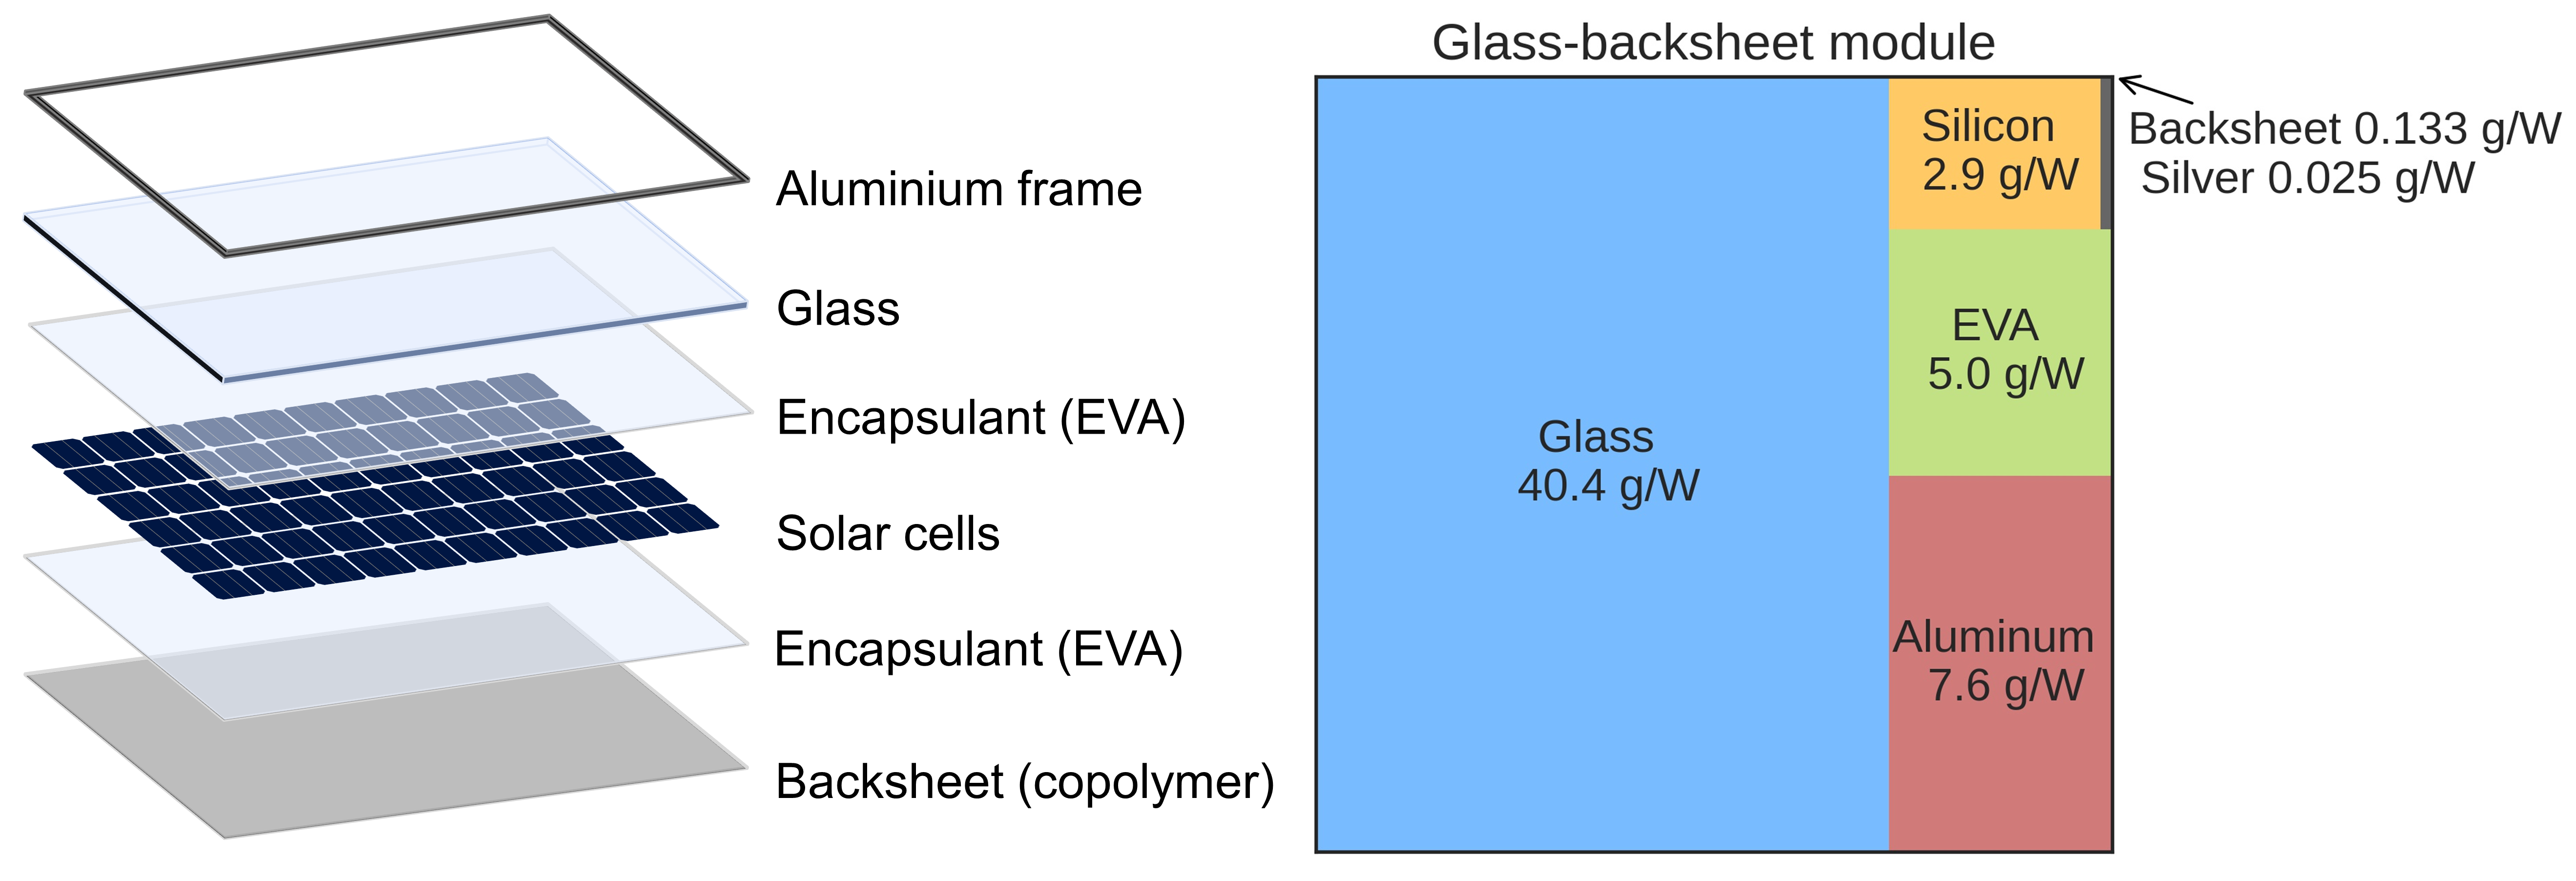 Aluminium frame
Glass
Encapsulant (EVA)
Solar cells
Encapsulant (EVA)
Backsheet (copolymer)
Glass-backsheet module
Glass
40.4 g/W
Silicon
2.9 g/W
EVA
5.0 g/W
Aluminum
7.6 g/W
Backsheet 0.133 g/W
Silver 0.025 g/W